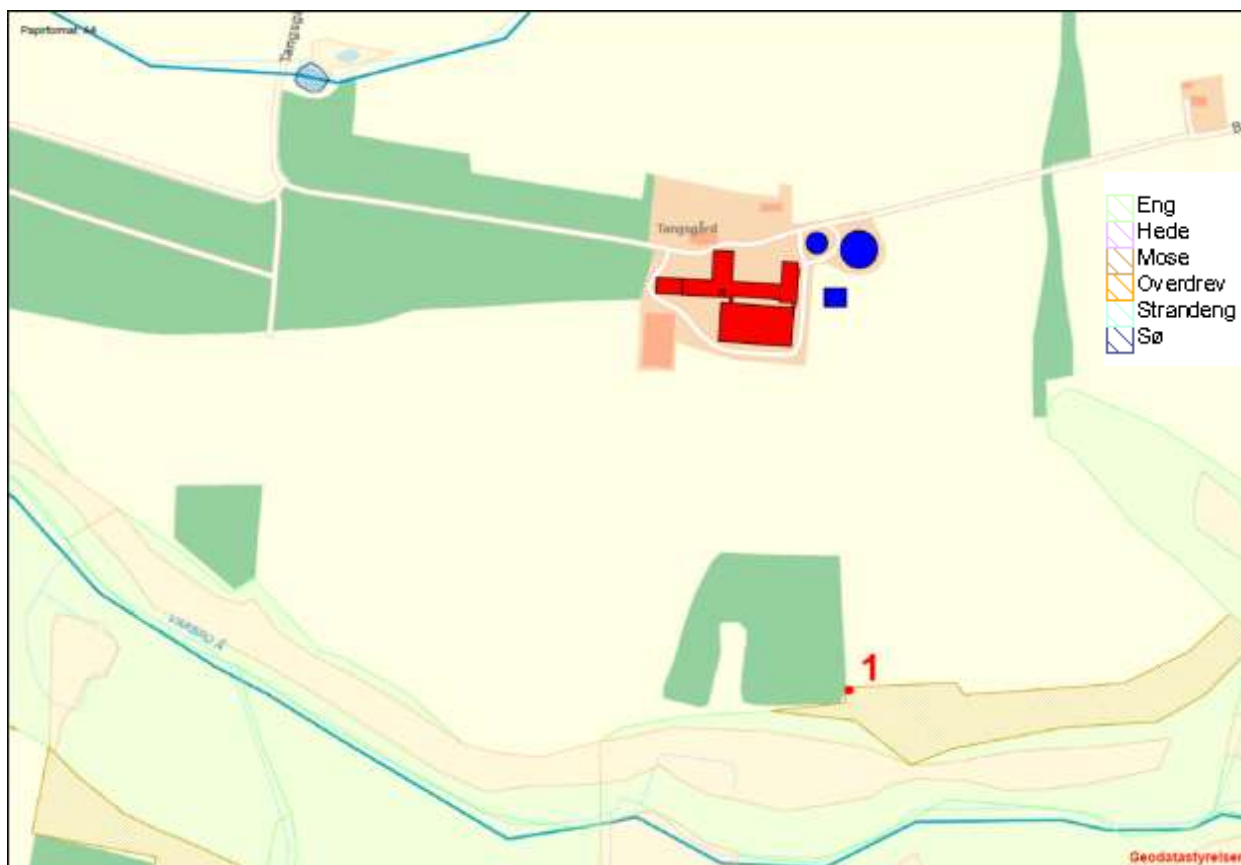 Papirformat: A4
Tangsgård
Eng
Hede
Mose
Overdrev
Strandeng
Sø
1
Geodatastyrelsen